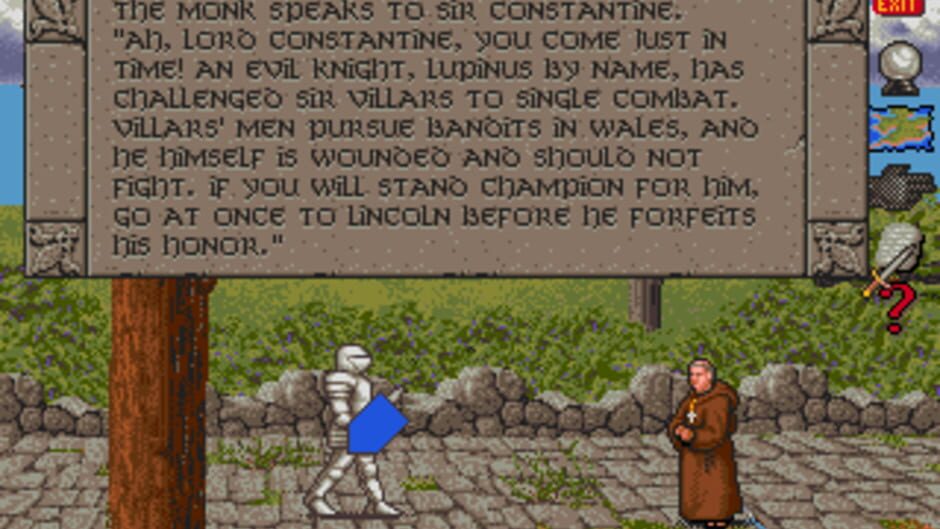 THE MONK SPEAKS TO SIR CONSTANTINE.
"AH, LORD CONSTANTINE, YOU COME JUST IN
TIME! AN EVIL KNIGHT, LUPINUS BY NAME, HAS
CHALLENGED SIR VILLARS TO SINGLE COMBAT.
VILLARS' MEN PURSUE BANDITS IN WALES, AND
HE HIMSELF IS WOUNDED AND SHOULD NOT
FIGHT. IF YOU WILL STAND CHAMPION FOR HIM,
GO AT ONCE TO LINCOLN BEFORE HE FORFEITS
HIS HONOR."
EXIT
?